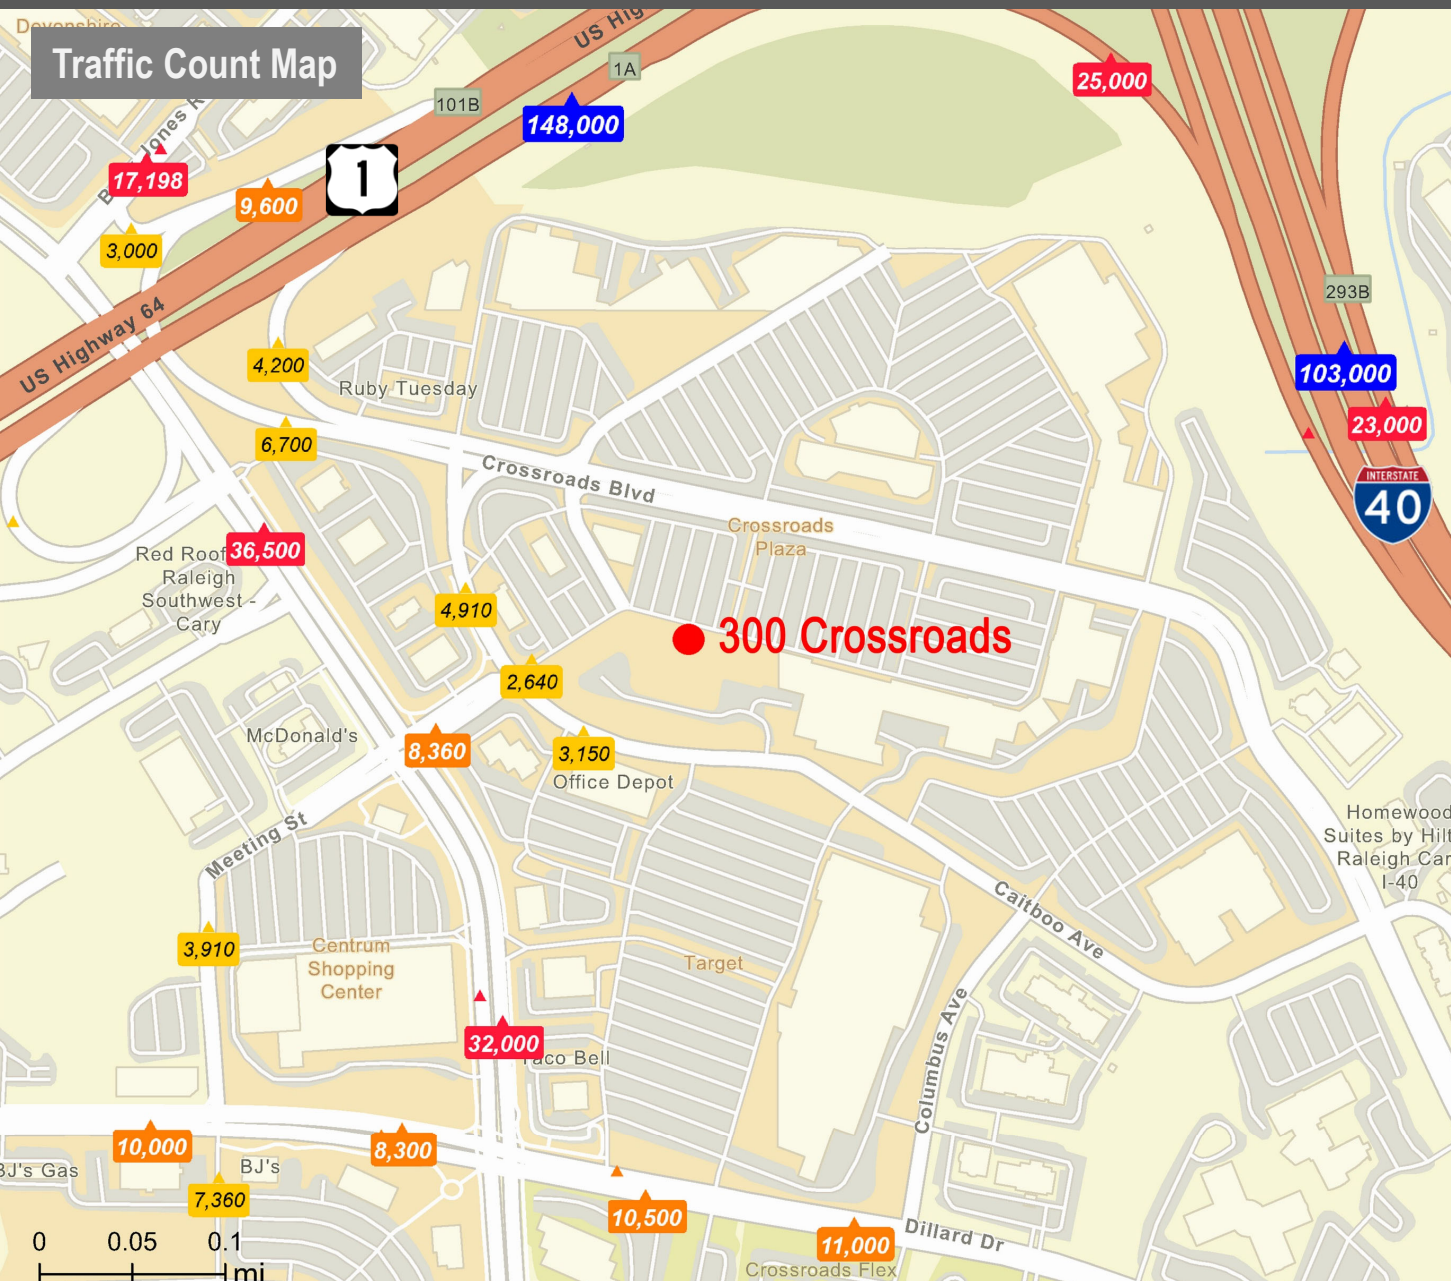 Devonshire
Traffic Count Map
US Hig
1A
101B
148,000
25,000
Jones R
17,198
9,600
1
3,000
293B
US Highway 64
4,200
103,000
Ruby Tuesday
23,000
6,700
Crossroads Blvd
INTERSTATE
40
Crossroads
Plaza
36,500
Red Roof
Raleigh
Southwest -
Cary
4,910
300 Crossroads
2,640
McDonald's
8,360
3,150
Office Depot
Homewood
Suites by Hilt
Raleigh Car
I-40
Meeting St
Caitboo Ave
3,910
Centrum
Shopping
Center
Target
Columbus Ave
32,000
Taco Bell
10,000
8,300
BJ's Gas
BJ's
7,360
10,500
11,000
Dillard Dr
Crossroads Flex
0 0.05 0.1
mi